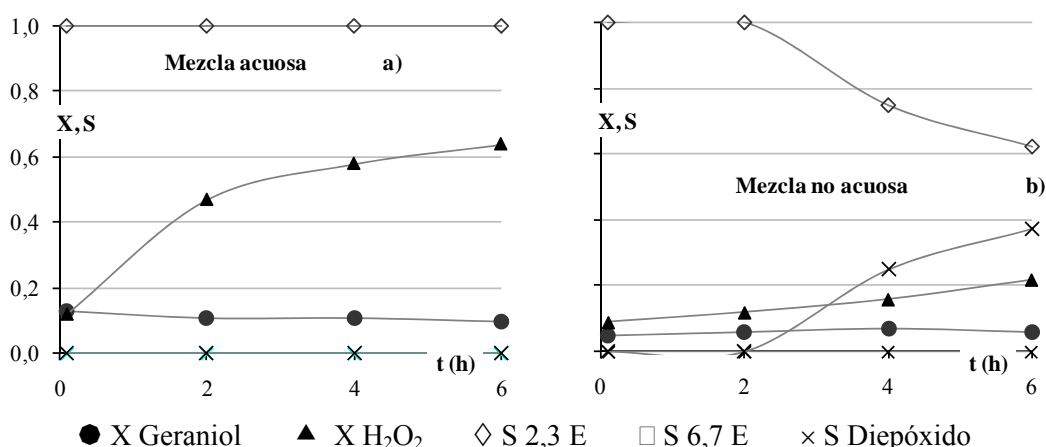 1,0
Mezcla acuosa a)
0,8
X, S
X, S
0,6
Mezcla no acuosa b)
0,4
0,2
0,0
t (h)
t (h)
0 2 4 6
0 2 4 6
X Geraniol X H₂O₂ S 2,3 E S 6,7 E S Diepóxido